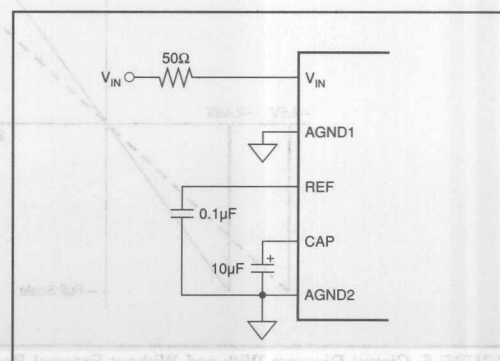 50Ω
V_IN
V_IN
AGND1
REF
0.1µF
CAP
+
10µF
AGND2